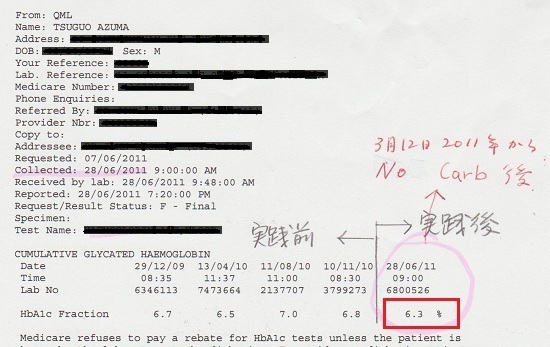 From: QML
Name: TSUGUO AZUMA
Address:
DOB: Sex: M
Your Reference:
Lab. Reference:
Medicare Number:
Phone Enquiries:
Referred By:
Provider Nbr:
Copy to:
Addressee:
Requested: 07/06/2011
Collected: 28/06/2011 9:00:00 AM
Received by lab: 28/06/2011 9:48:00 AM
Reported: 28/06/2011 7:20:00 PM
Request/Result Status: F - Final
Specimen:
Test Name:
3月12日 2011年から
No Carb 後
実践前 実践後
CUMULATIVE GLYCATED HAEMOGLOBIN
Date 29/12/09 13/04/10 11/08/10 10/11/10 28/06/11
Time 08:35 11:37 11:00 08:30 09:00
Lab No 6346113 7473664 2137707 3799273 6800526
HbA1c Fraction 6.7 6.5 7.0 6.8 6.3 %
Medicare refuses to pay a rebate for HbA1c tests unless the patient is